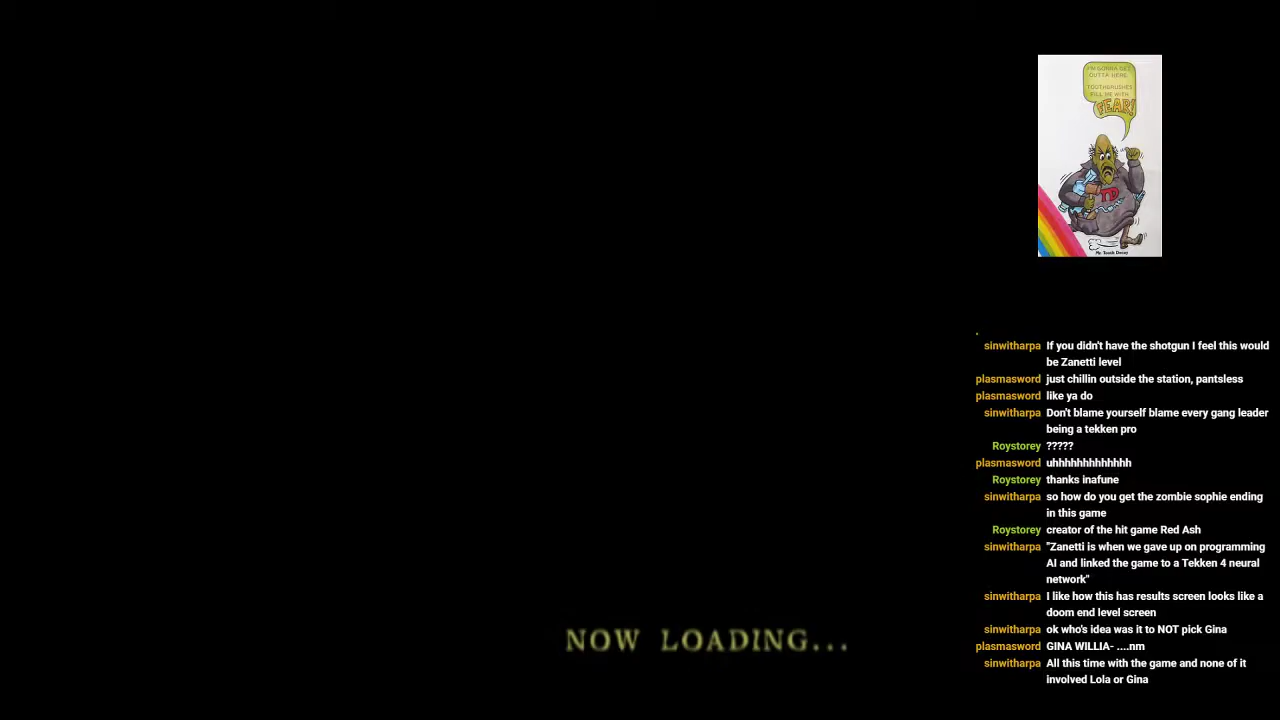 I'M GONNA GET
OUTTA HERE.
TOOTHBRUSHES
FILL ME WITH
FEAR!
TD
Mr. Tooth Decay
sinwitharpa If you didn't have the shotgun I feel this would
be Zanetti level
plasmasword just chillin outside the station, pantsless
plasmasword like ya do
sinwitharpa Don't blame yourself blame every gang leader
being a tekken pro
Roystorey ?????
plasmasword uhhhhhhhhhhhhh
Roystorey thanks inafune
sinwitharpa so how do you get the zombie sophie ending
in this game
Roystorey creator of the hit game Red Ash
sinwitharpa "Zanetti is when we gave up on programming
AI and linked the game to a Tekken 4 neural
network"
sinwitharpa I like how this has results screen looks like a
doom end level screen
sinwitharpa ok who's idea was it to NOT pick Gina
plasmasword GINA WILLIA- ....nm
sinwitharpa All this time with the game and none of it
involved Lola or Gina
NOW LOADING...